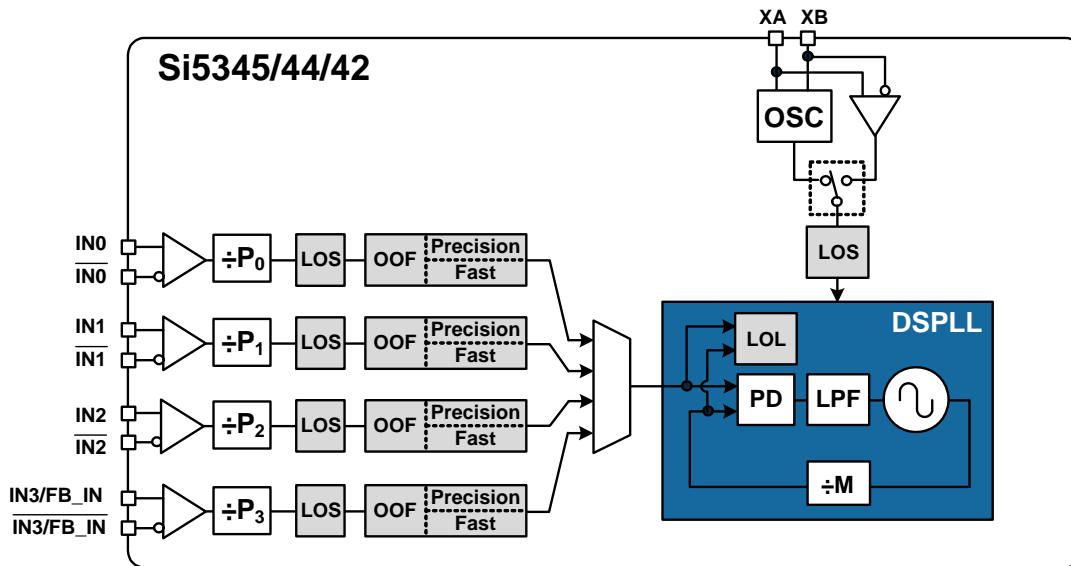 XA XB
Si5345/44/42
OSC
LOS
IN0
IN0
÷P0
LOS
OOF
Precision
Fast
IN1
IN1
÷P1
LOS
OOF
Precision
Fast
IN2
IN2
÷P2
LOS
OOF
Precision
Fast
IN3/FB_IN
IN3/FB_IN
÷P3
LOS
OOF
Precision
Fast
DSPLL
LOL
PD
LPF
÷M